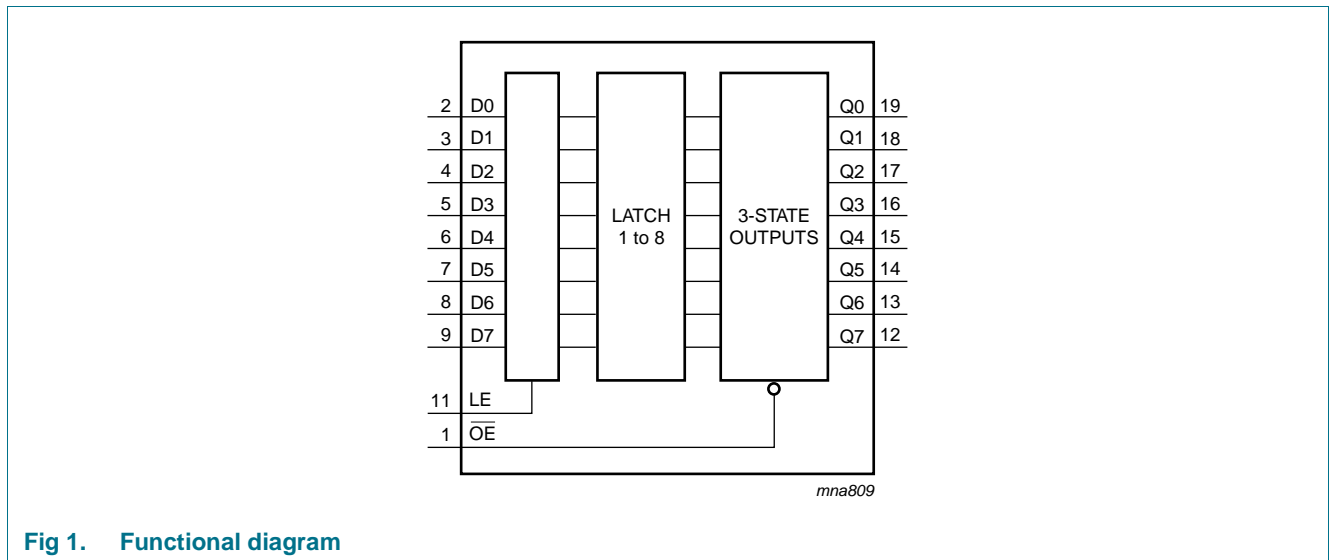 2 D0 Q0 19
3 D1 Q1 18
4 D2 Q2 17
5 D3 Q3 16
LATCH
1 to 8
3-STATE
OUTPUTS
6 D4 Q4 15
7 D5 Q5 14
8 D6 Q6 13
9 D7 Q7 12
11 LE
1 O̅E̅
mna809
Fig 1. Functional diagram